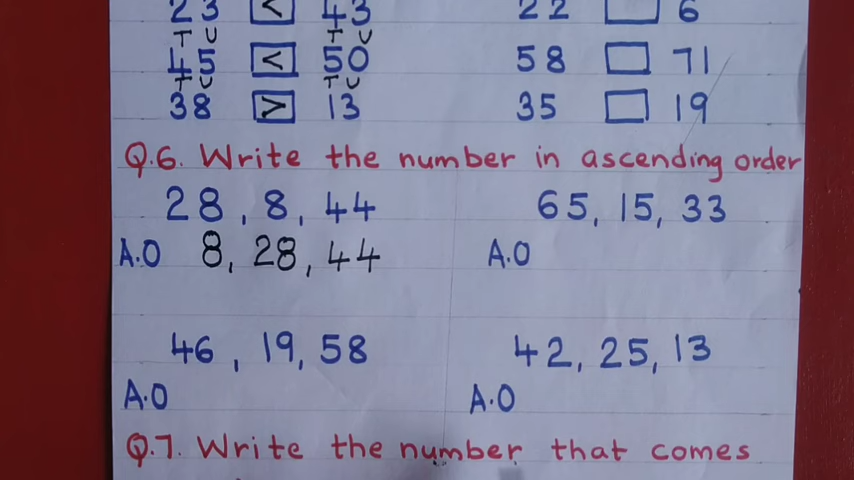 23 < 43 22 □ 6
T U T U
45 < 50 58 □ 71
T U T U
38 > 13 35 □ 19
Q.6. Write the number in ascending order
28, 8, 44 65, 15, 33
A.O 8, 28, 44 A.O
46, 19, 58 42, 25, 13
A.O A.O
Q.7. Write the number that comes